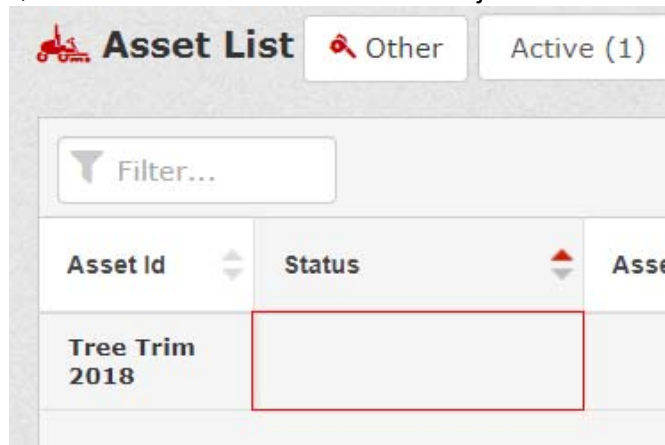 Asset List Other Active (1)
Filter...
Asset Id Status
Tree Trim
2018